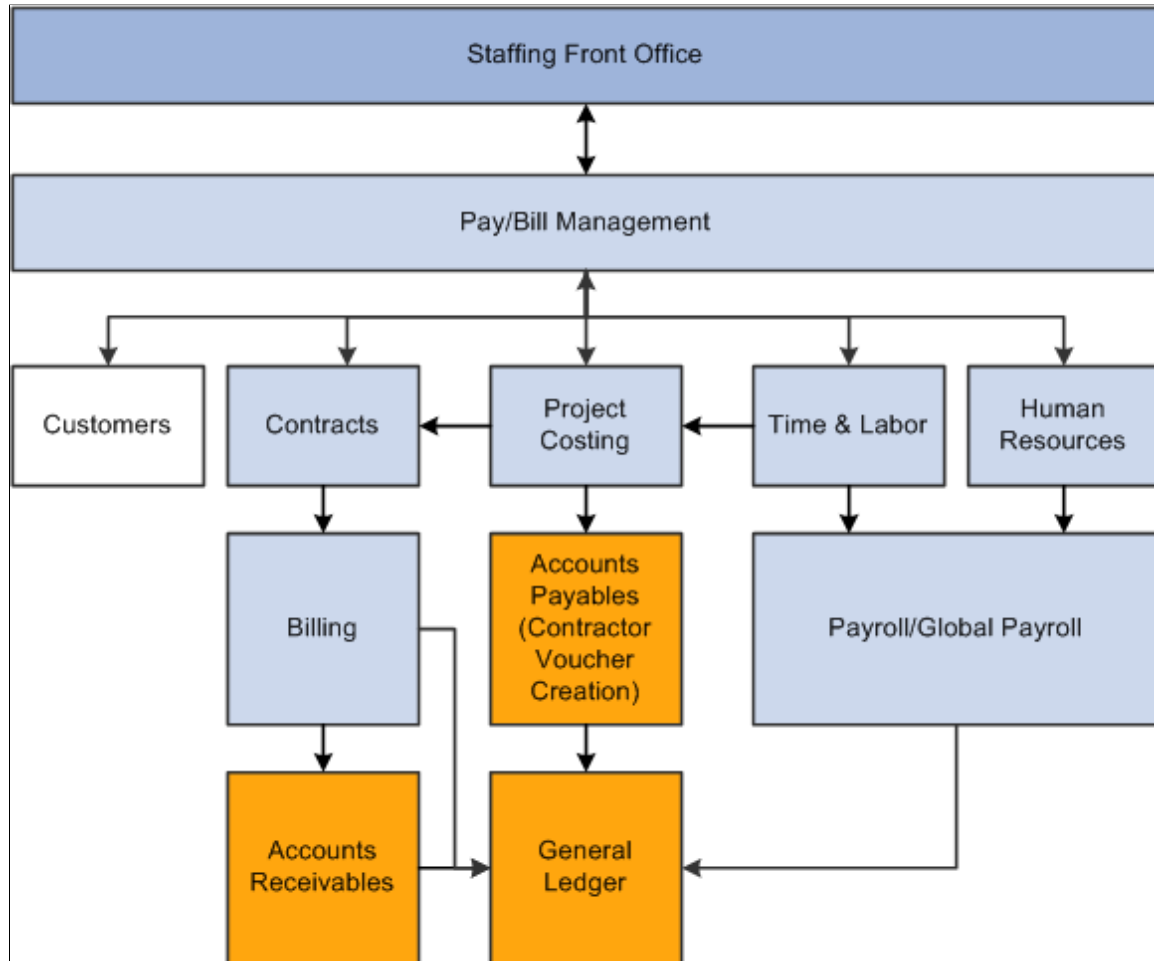 Staffing Front Office
Pay/Bill Management
Customers
Contracts
Project
Costing
Time & Labor
Human
Resources
Billing
Accounts
Payables
(Contractor
Voucher
Creation)
Payroll/Global Payroll
Accounts
Receivables
General
Ledger